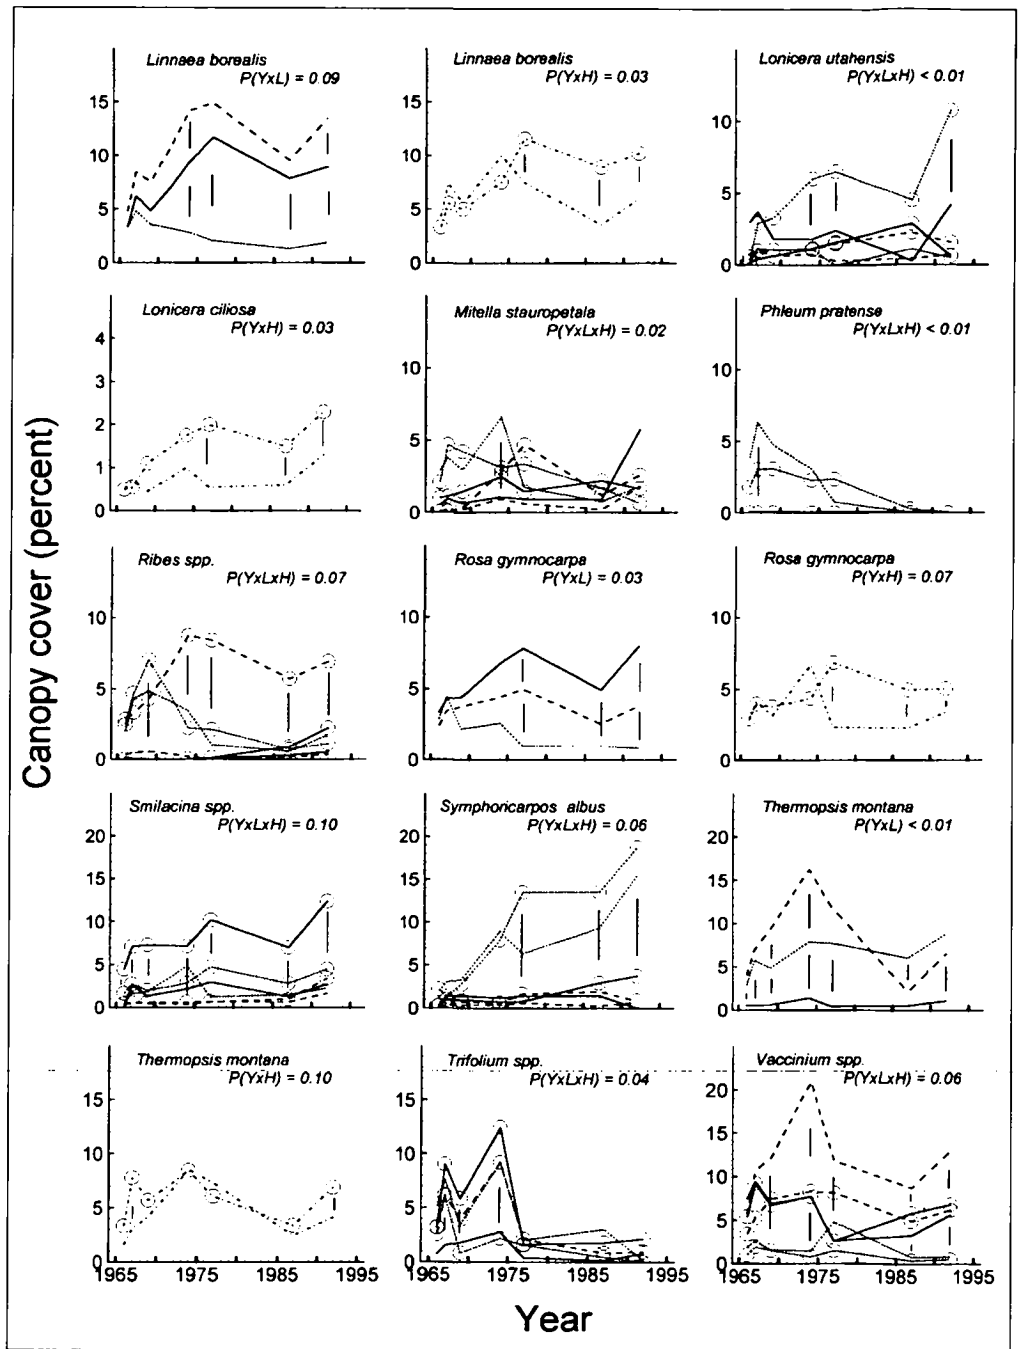 Linnaea borealis
P(YxL) = 0.09
15
10
5
0
Linnaea borealis
P(YxH) = 0.03
15
10
5
0
Lonicera utahensis
P(YxLxH) < 0.01
10
5
0
Lonicera ciliosa
P(YxH) = 0.03
4
3
2
1
0
Mitella stauropetala
P(YxLxH) = 0.02
10
5
0
Phleum pratense
P(YxLxH) < 0.01
10
5
0
Canopy cover (percent)
Ribes spp.
P(YxLxH) = 0.07
10
5
0
Rosa gymnocarpa
P(YxL) = 0.03
10
5
0
Rosa gymnocarpa
P(YxH) = 0.07
10
5
0
Smilacina spp.
P(YxLxH) = 0.10
20
15
10
5
0
Symphoricarpos albus
P(YxLxH) = 0.06
20
15
10
5
0
Thermopsis montana
P(YxL) < 0.01
20
15
10
5
0
Thermopsis montana
P(YxH) = 0.10
15
10
5
0
1965 1975 1985 1995
Trifolium spp.
P(YxLxH) = 0.04
15
10
5
0
1965 1975 1985 1995
Vaccinium spp.
P(YxLxH) = 0.06
20
15
10
5
0
1965 1975 1985 1995
Year